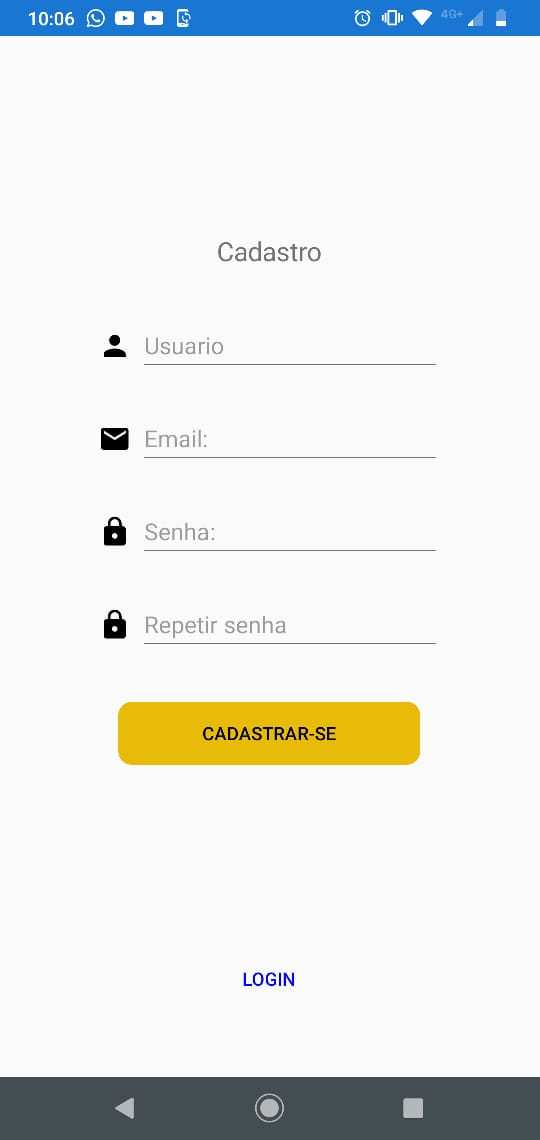 10:06
4G+
Cadastro
Usuario
Email:
Senha:
Repetir senha
CADASTRAR-SE
LOGIN